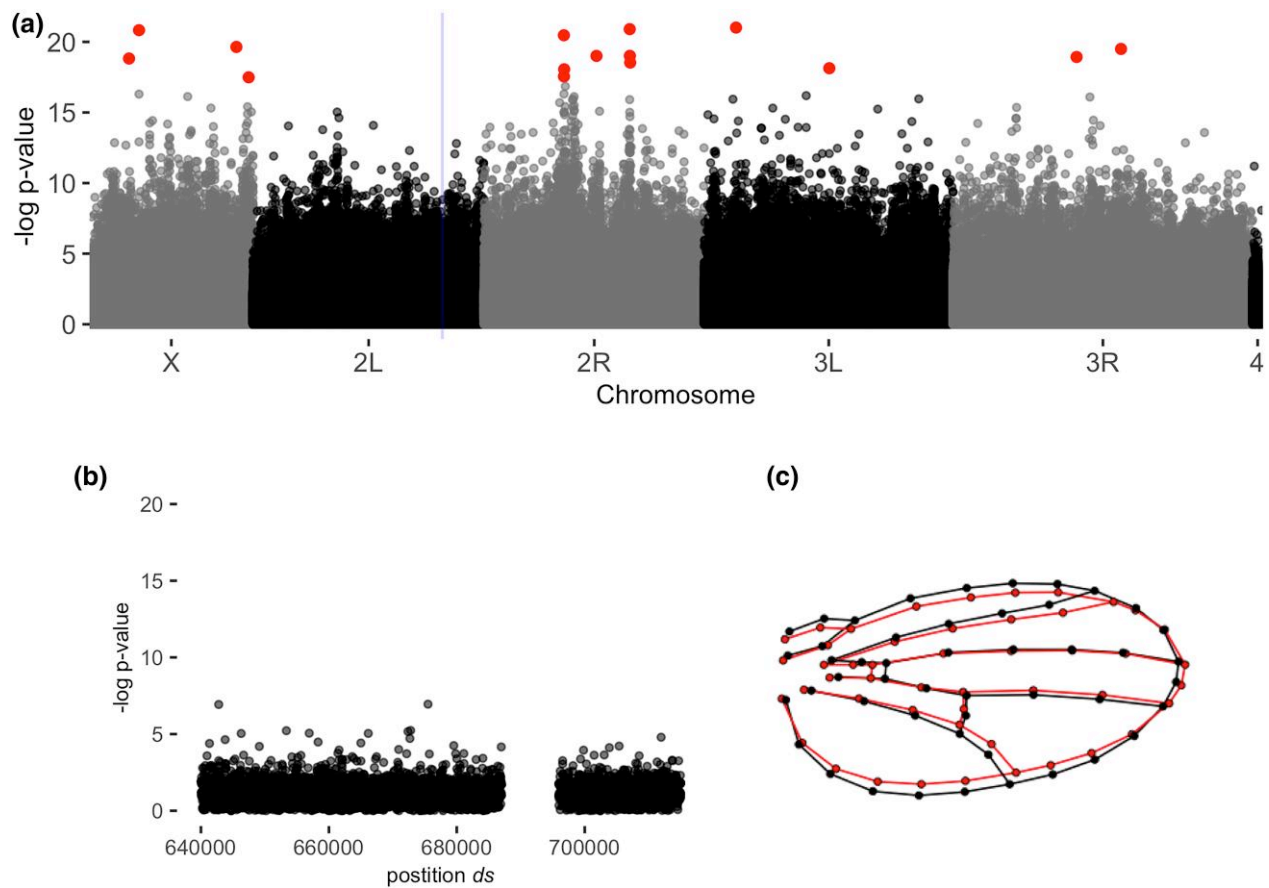 (a)
-log p-value
20
15
10
5
0
X 2L 2R 3L 3R 4
Chromosome
(b)
-log p-value
20
15
10
5
0
640000 660000 680000 700000
postition ds
(c)